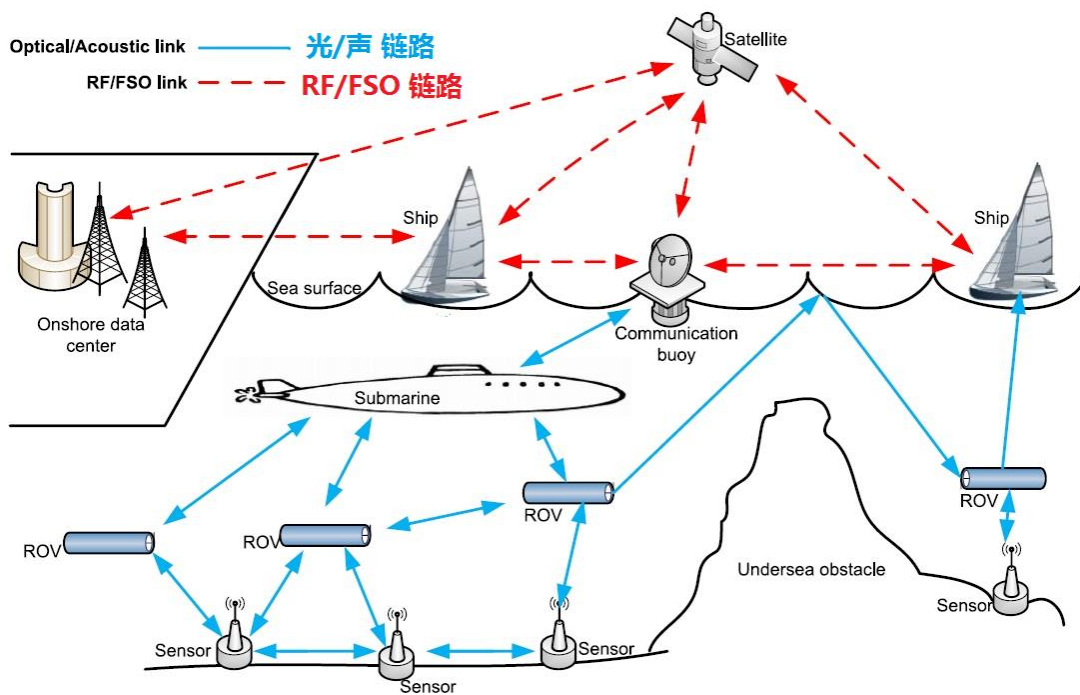 Optical/Acoustic link
光/声 链路
RF/FSO link
RF/FSO 链路
Satellite
Ship
Ship
Sea surface
Onshore data
center
Communication
buoy
Submarine
ROV
ROV
ROV
ROV
Undersea obstacle
Sensor
Sensor
Sensor
Sensor